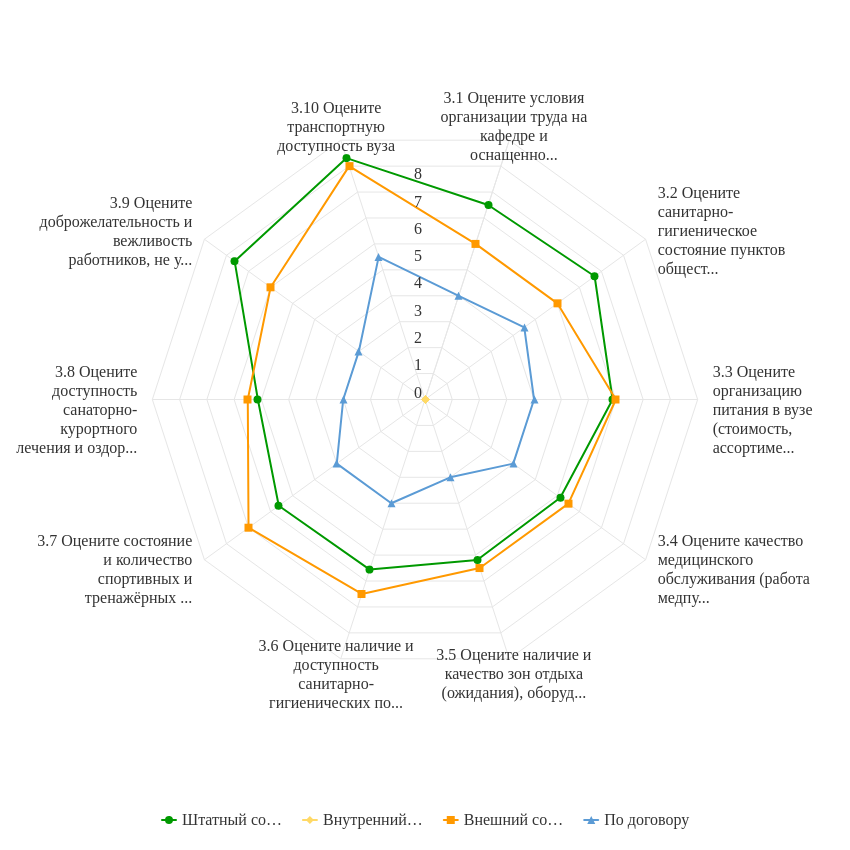 3.10 Оцените
транспортную
доступность вуза
3.1 Оцените условия
организации труда на
кафедре и
оснащенно...
3.2 Оцените
санитарно-
гигиеническое
состояние пунктов
общест...
3.3 Оцените
организацию
питания в вузе
(стоимость,
ассортиме...
3.4 Оцените качество
медицинского
обслуживания (работа
медпу...
3.5 Оцените наличие и
качество зон отдыха
(ожидания), оборуд...
3.6 Оцените наличие и
доступность
санитарно-
гигиенических по...
3.7 Оцените состояние
и количество
спортивных и
тренажёрных ...
3.8 Оцените
доступность
санаторно-
курортного
лечения и оздор...
3.9 Оцените
доброжелательность и
вежливость
работников, не у...
8
7
6
5
4
3
2
1
0
Штатный со… Внутренний… Внешний со… По договору